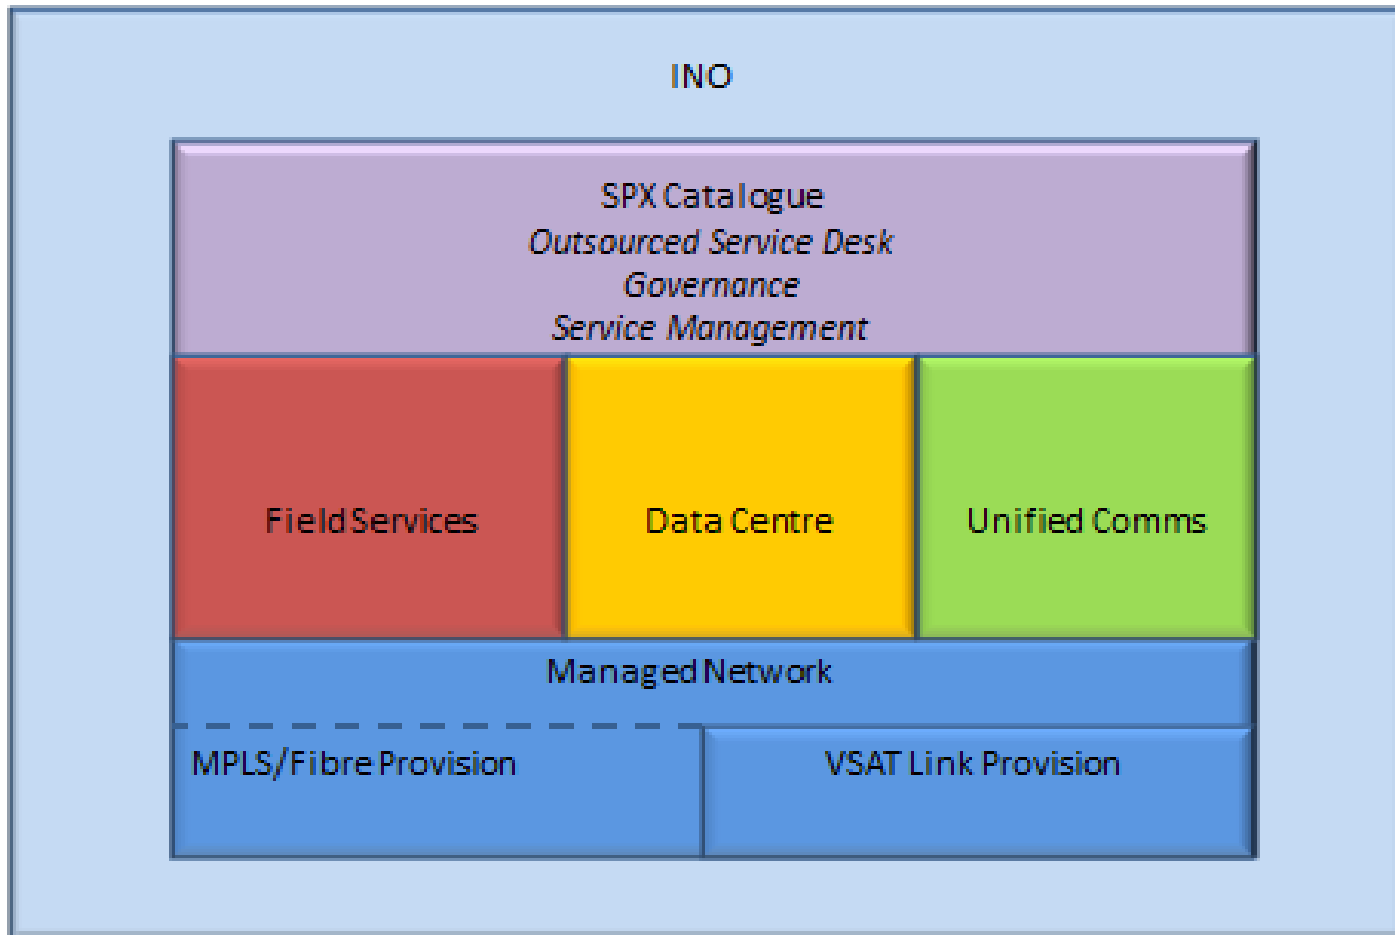 INO
SPX Catalogue
Outsourced Service Desk
Governance
Service Management
Field Services
Data Centre
Unified Comms
Managed Network
MPLS/Fibre Provision
VSAT Link Provision